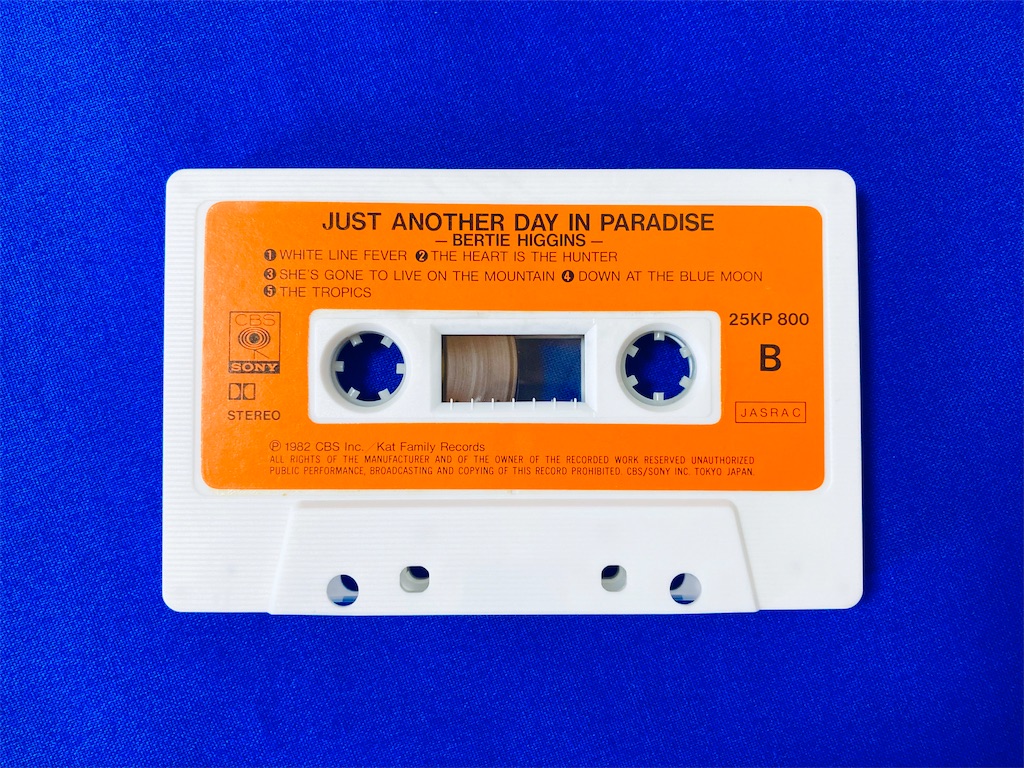 JUST ANOTHER DAY IN PARADISE
— BERTIE HIGGINS —
❶ WHITE LINE FEVER ❷ THE HEART IS THE HUNTER
❸ SHE'S GONE TO LIVE ON THE MOUNTAIN ❹ DOWN AT THE BLUE MOON
❺ THE TROPICS
CBS
SONY
STEREO
25KP 800
B
JASRAC
℗ 1982 CBS Inc. / Kat Family Records
ALL RIGHTS OF THE MANUFACTURER AND OF THE OWNER OF THE RECORDED WORK RESERVED UNAUTHORIZED
PUBLIC PERFORMANCE, BROADCASTING AND COPYING OF THIS RECORD PROHIBITED. CBS/SONY INC. TOKYO JAPAN.